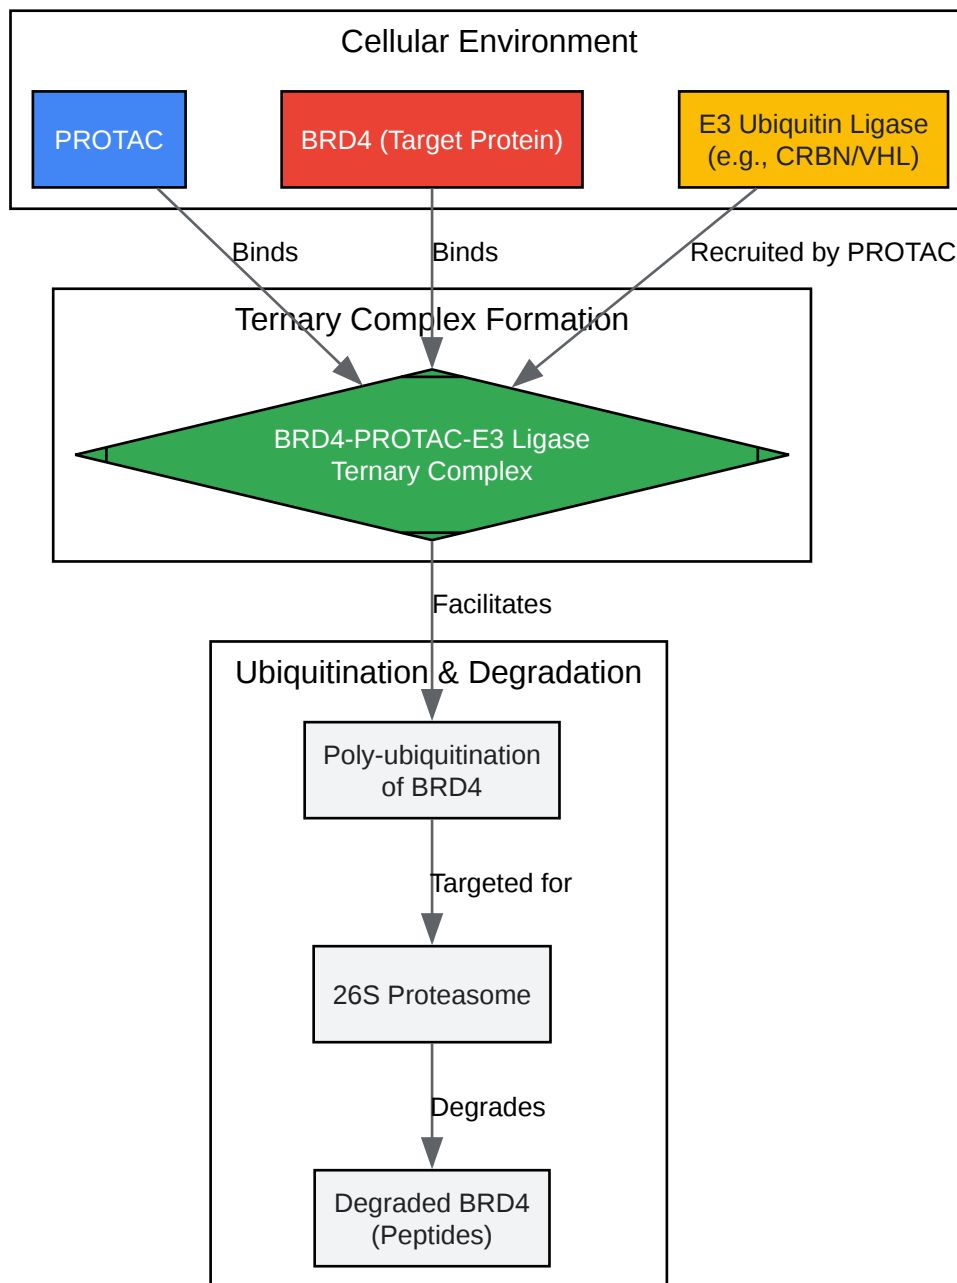 Cellular Environment
PROTAC
BRD4 (Target Protein)
E3 Ubiquitin Ligase
(e.g., CRBN/VHL)
Binds
Binds
Recruited by PROTAC
Ternary Complex Formation
BRD4-PROTAC-E3 Ligase
Ternary Complex
Facilitates
Ubiquitination & Degradation
Poly-ubiquitination
of BRD4
Targeted for
26S Proteasome
Degrades
Degraded BRD4
(Peptides)